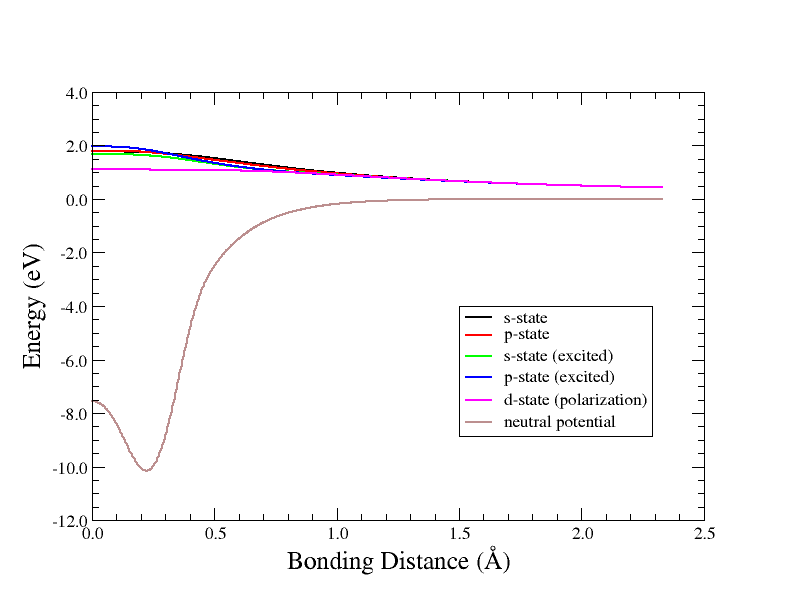 4.0
2.0
0.0
-2.0
-4.0
-6.0
-8.0
-10.0
-12.0
Energy (eV)
s-state
p-state
s-state (excited)
p-state (excited)
d-state (polarization)
neutral potential
0.0 0.5 1.0 1.5 2.0 2.5
Bonding Distance (Å)